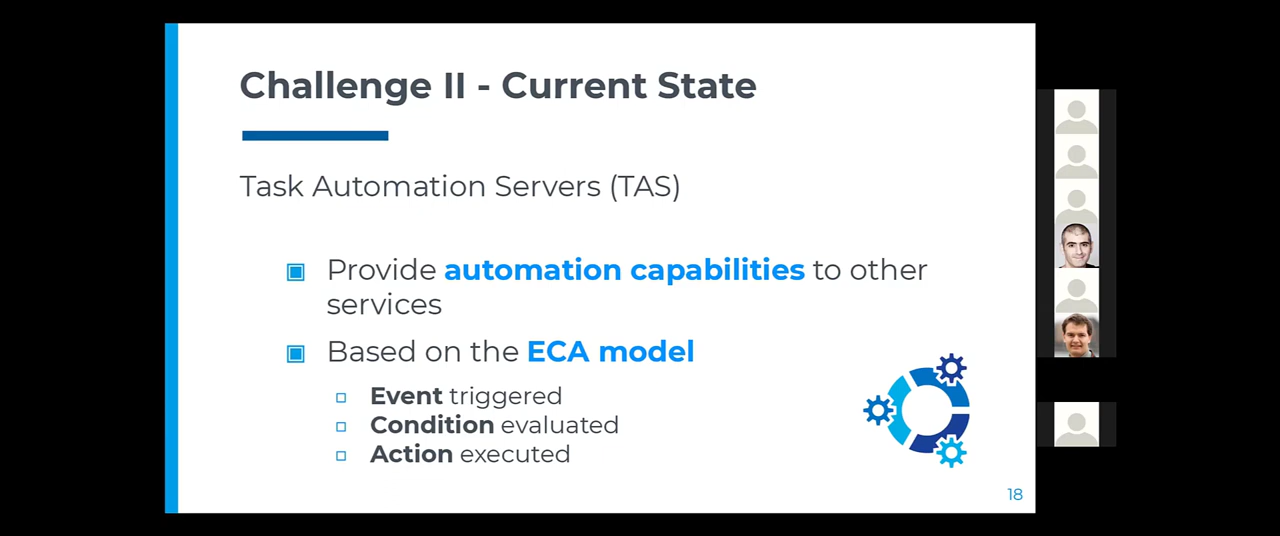 Challenge II - Current State
Task Automation Servers (TAS)
Provide automation capabilities to other
services
Based on the ECA model
Event triggered
Condition evaluated
Action executed
18